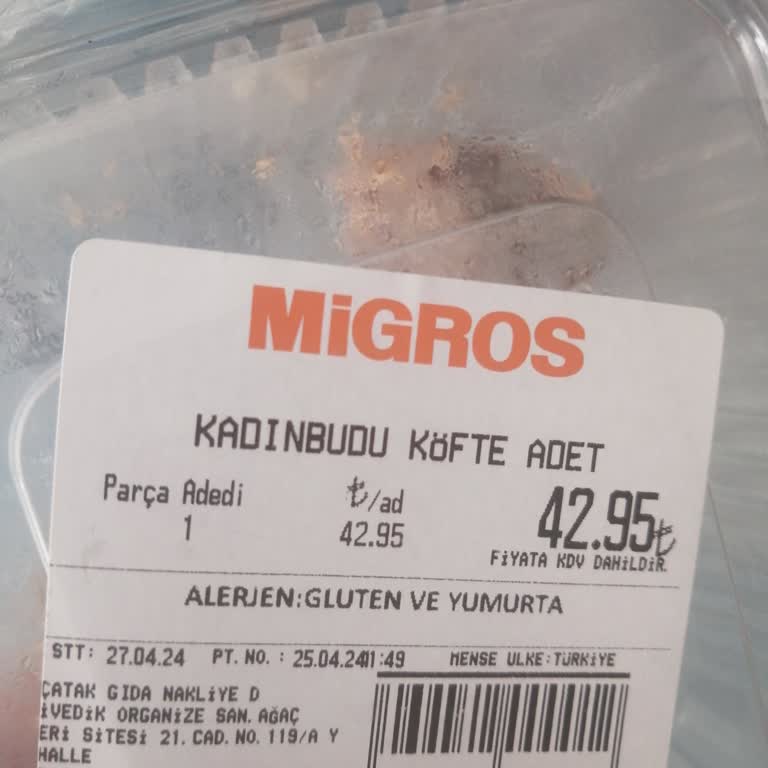 MiGROS
KADINBUDU KÖFTE ADET
Parça Adedi ₺/ad 42.95₺
1 42.95
FİYATA KDV DAHİLDİR.
ALERJEN:GLUTEN VE YUMURTA
STT: 27.04.24 PT. NO. : 25.04.24 11:49 MENSE ULKE:TÜRKİYE
ÇATAK GIDA NAKLİYE D
İVEDİK ORGANİZE SAN. AĞAÇ
ERİ SİTESİ 21. CAD. NO. 119/A Y
HALLE